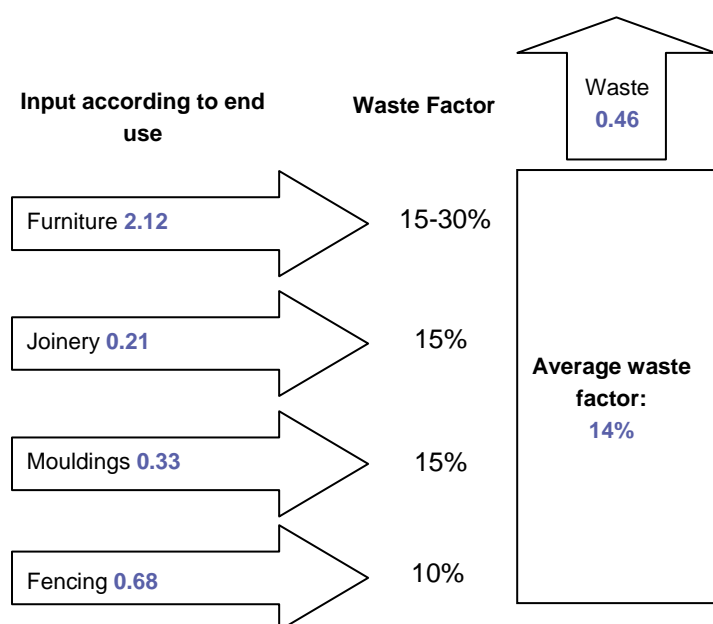 Input according to end
use
Waste Factor
Waste
0.46
Furniture 2.12
15-30%
Joinery 0.21
15%
Average waste
factor:
14%
Mouldings 0.33
15%
Fencing 0.68
10%